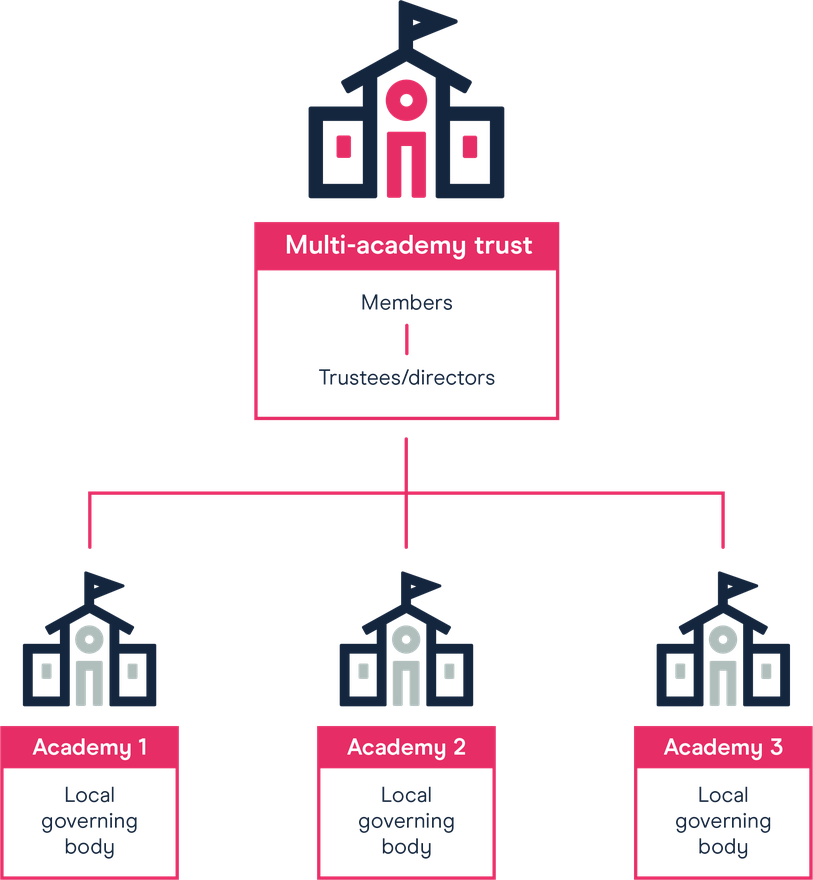 Multi-academy trust
Members
Trustees/directors
Academy 1
Local
governing
body
Academy 2
Local
governing
body
Academy 3
Local
governing
body